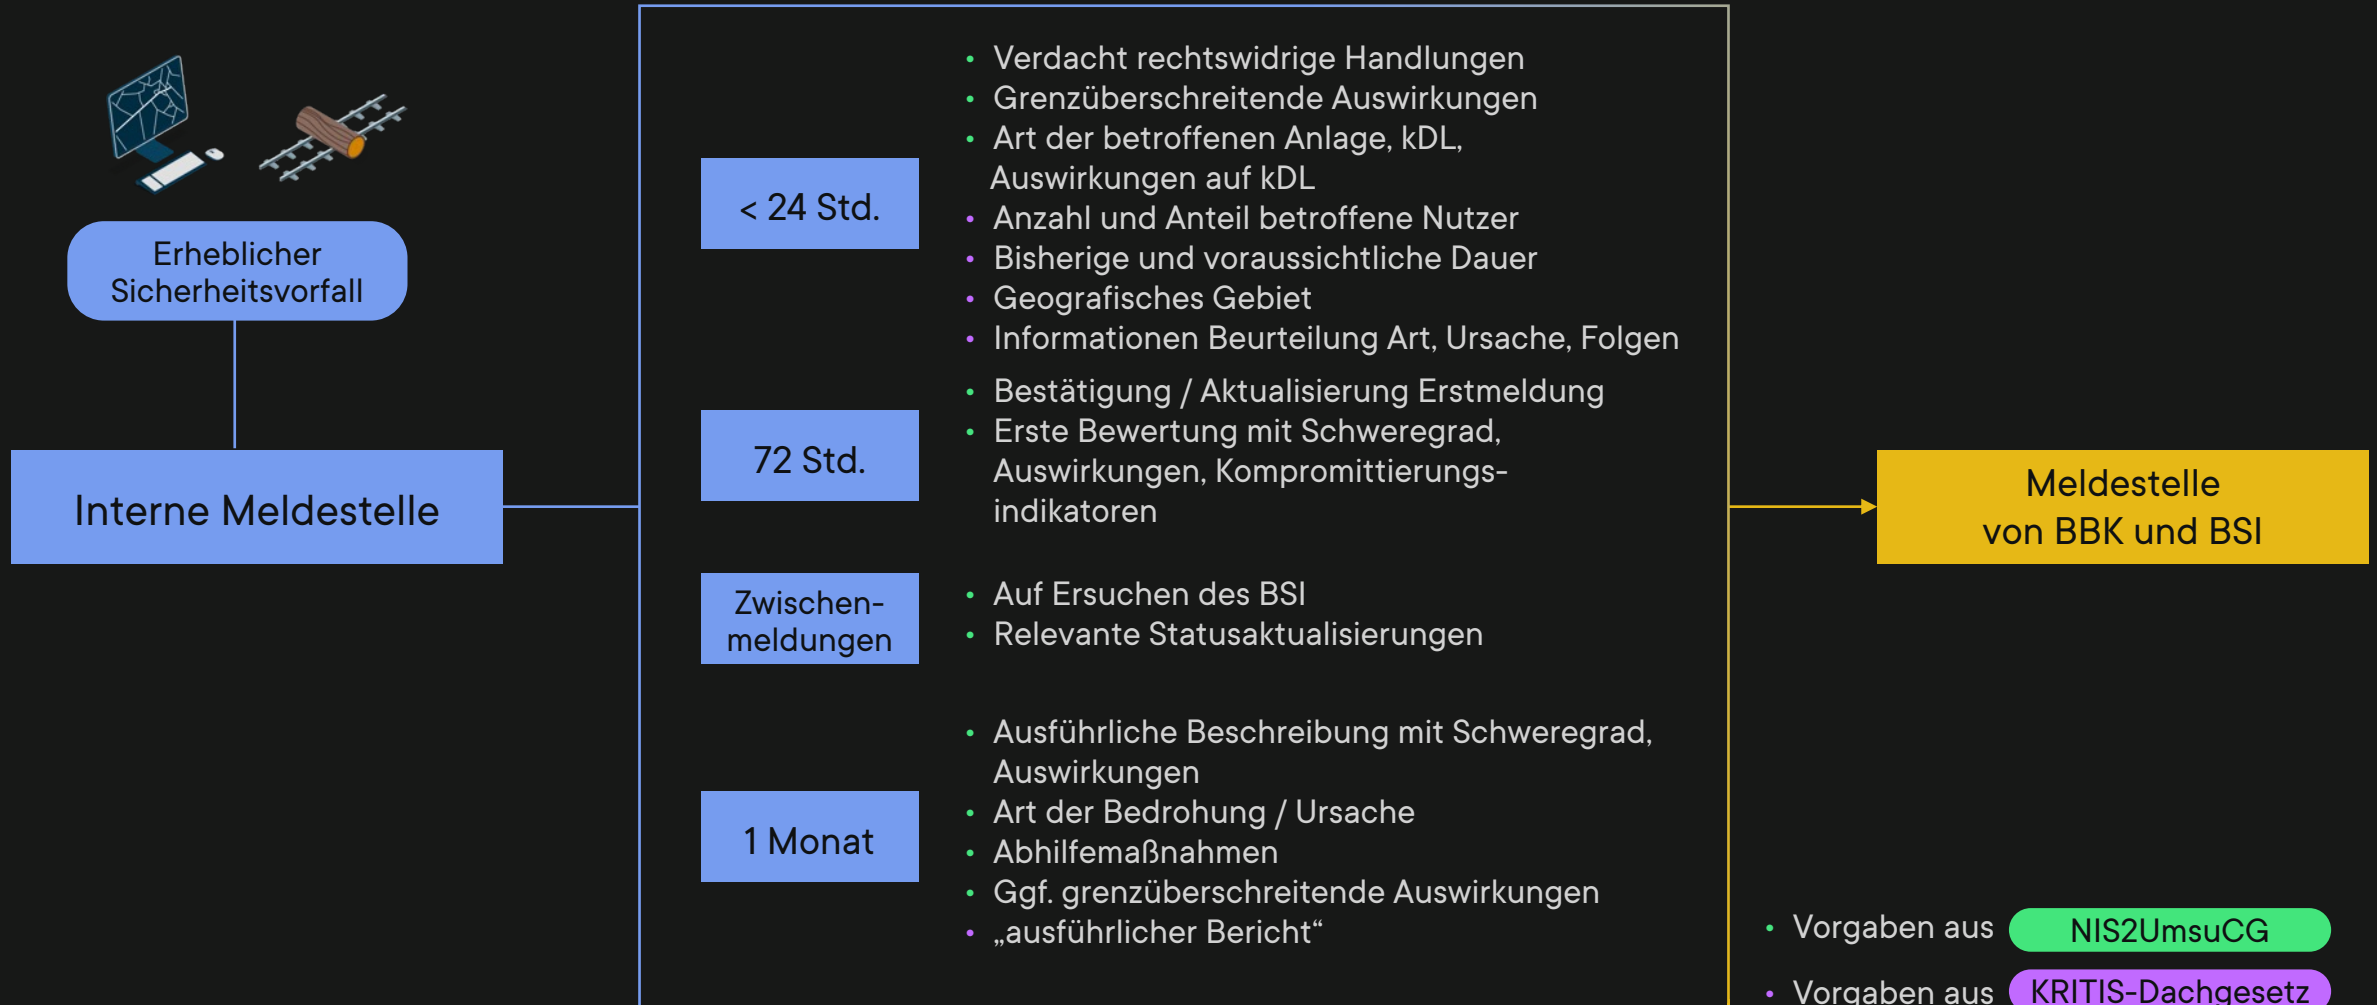 Erheblicher
Sicherheitsvorfall
Interne Meldestelle
< 24 Std.
• Verdacht rechtswidrige Handlungen
• Grenzüberschreitende Auswirkungen
• Art der betroffenen Anlage, kDL,
Auswirkungen auf kDL
• Anzahl und Anteil betroffene Nutzer
• Bisherige und voraussichtliche Dauer
• Geografisches Gebiet
• Informationen Beurteilung Art, Ursache, Folgen
72 Std.
• Bestätigung / Aktualisierung Erstmeldung
• Erste Bewertung mit Schweregrad,
Auswirkungen, Kompromittierungs-
indikatoren
Zwischen-
meldungen
• Auf Ersuchen des BSI
• Relevante Statusaktualisierungen
1 Monat
• Ausführliche Beschreibung mit Schweregrad,
Auswirkungen
• Art der Bedrohung / Ursache
• Abhilfemaßnahmen
• Ggf. grenzüberschreitende Auswirkungen
• „ausführlicher Bericht“
Meldestelle
von BBK und BSI
• Vorgaben aus NIS2UmsuCG
• Vorgaben aus KRITIS-Dachgesetz